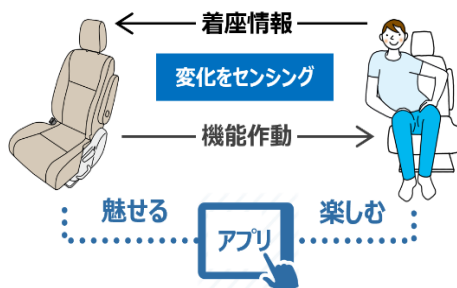 着座情報
変化をセンシング
機能作動
魅せる
楽しむ
アプリ